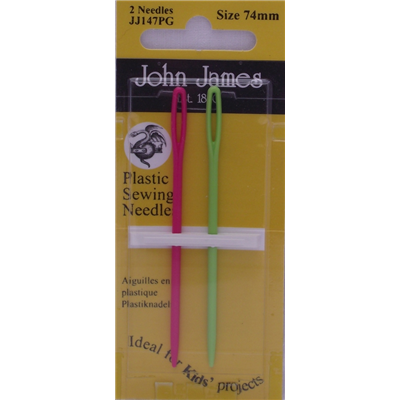 2 Needles
JJ147PG
Size 74mm
John James
Plastic
Sewing
Needle
Aiguilles en
plastique
Plastiknadel
Ideal for Kids' projects